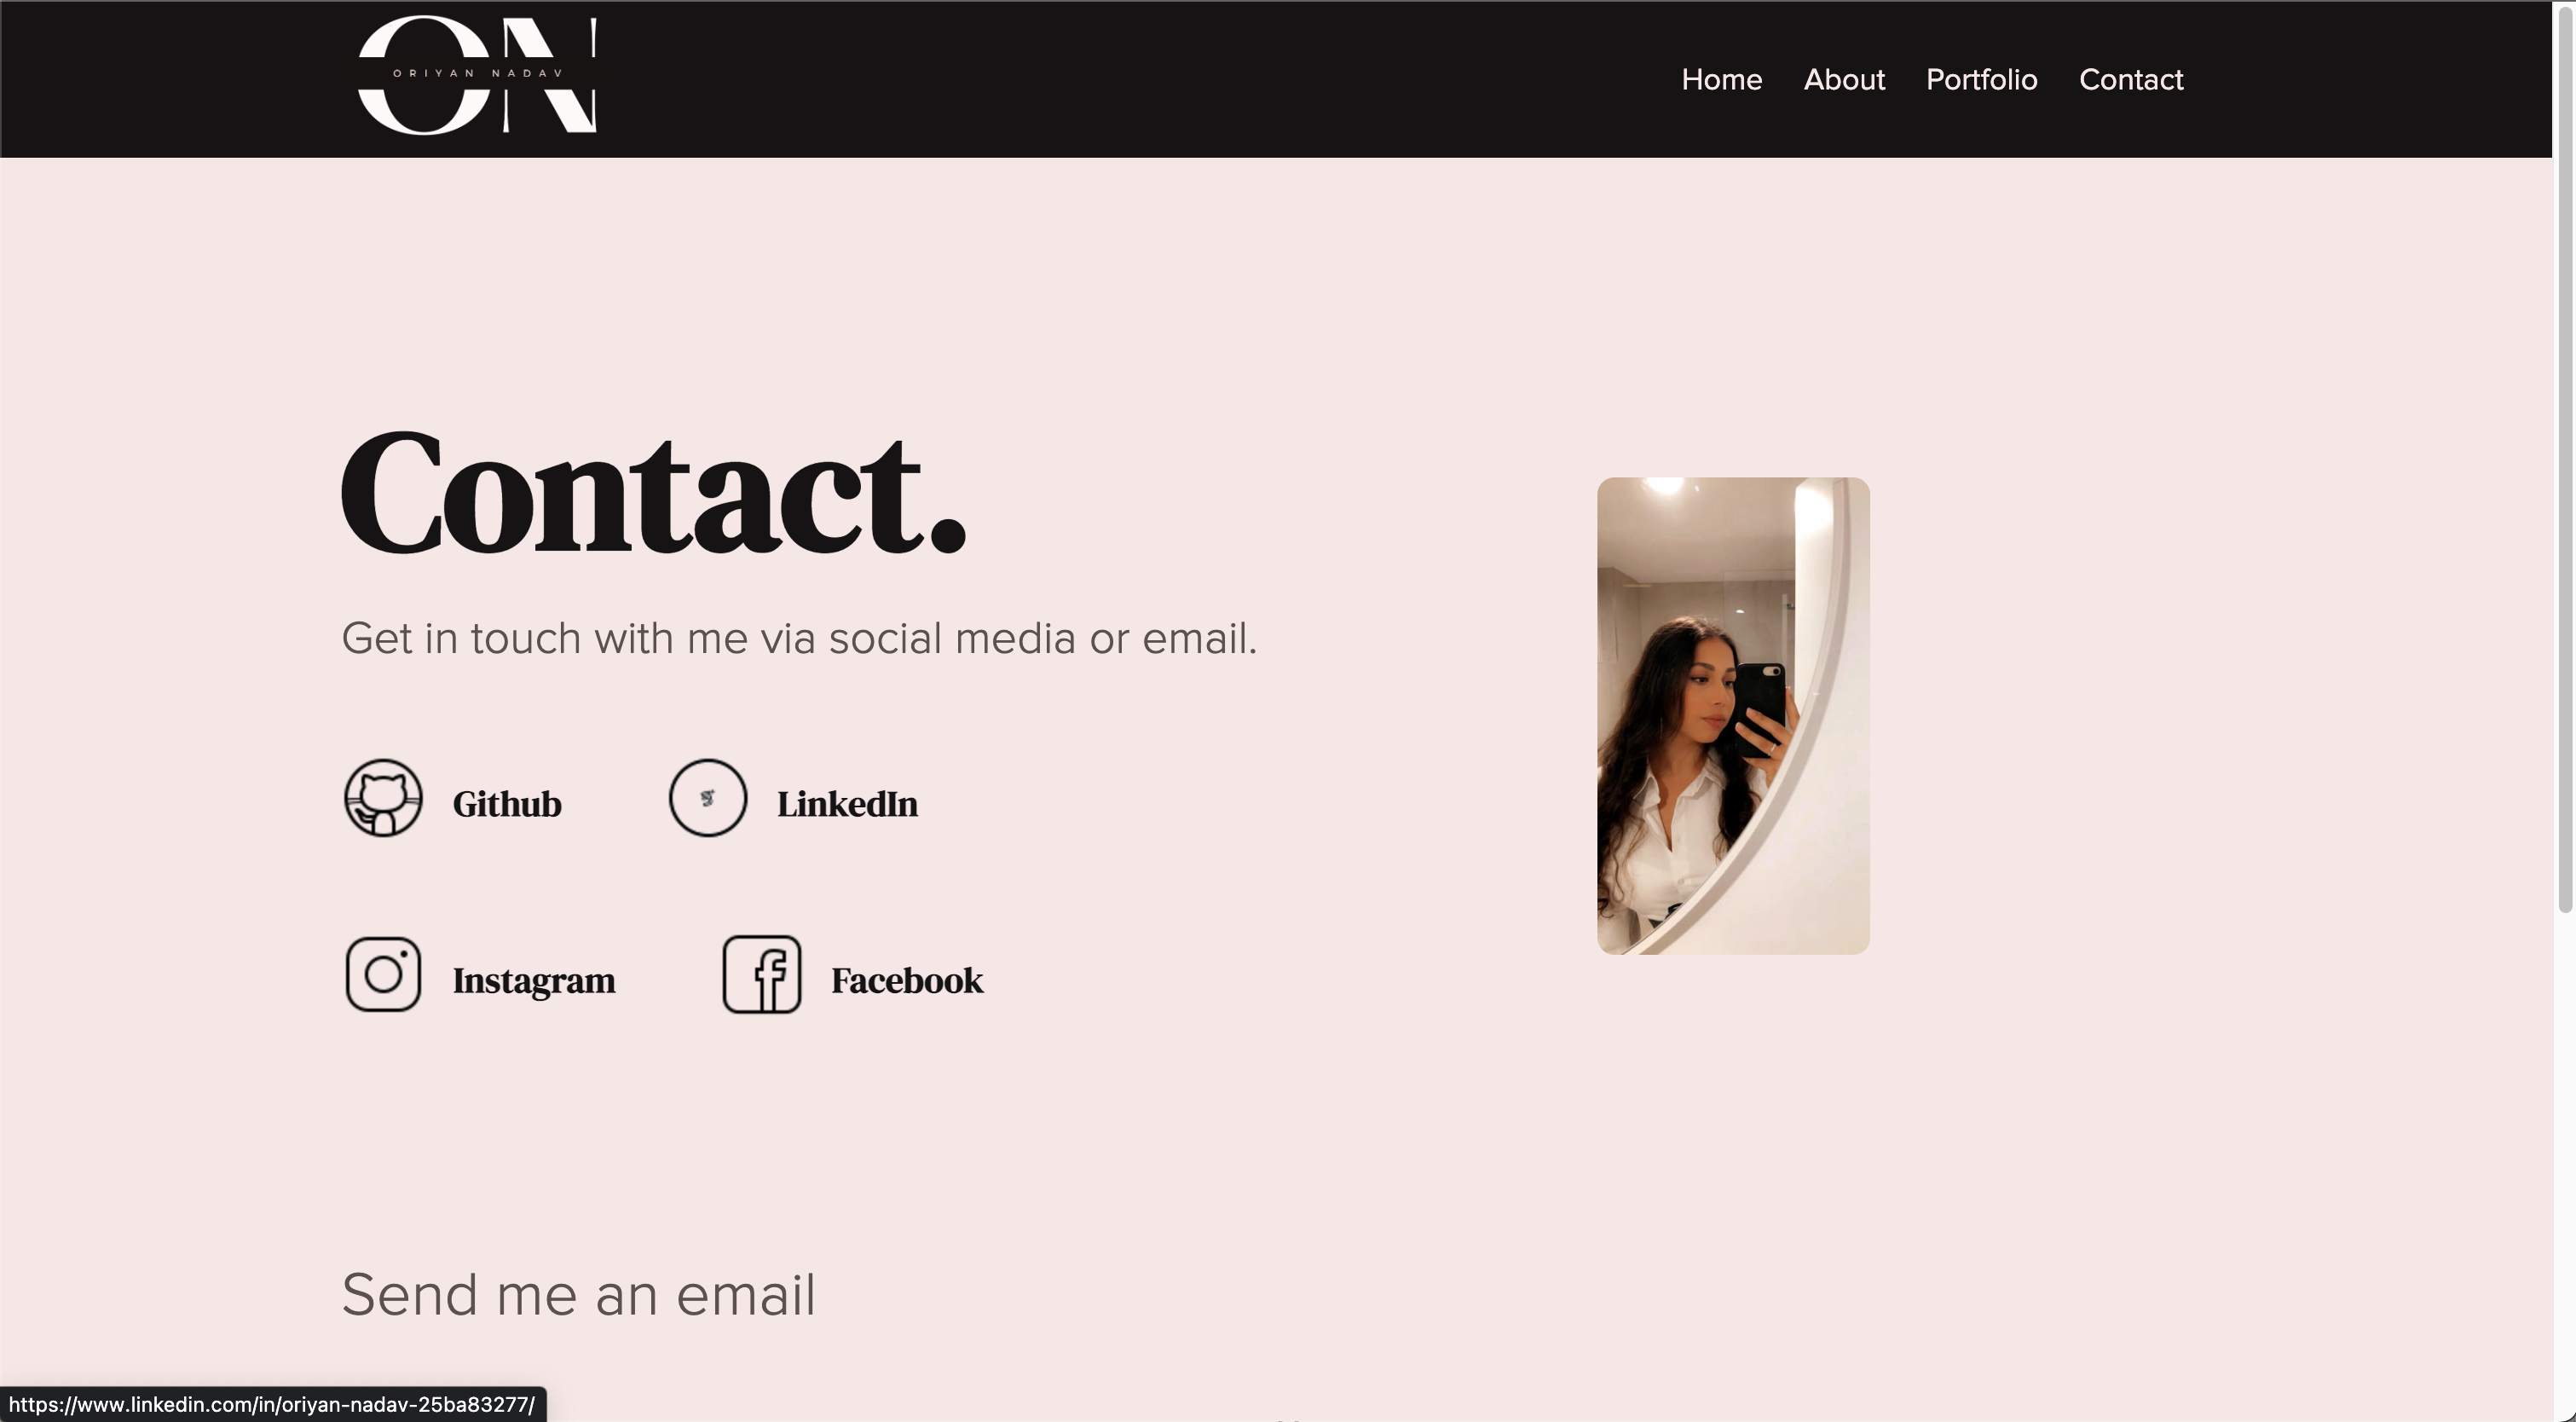 ON
ORIYAN NADAV
Home About Portfolio Contact
Contact.
Get in touch with me via social media or email.
Github LinkedIn
Instagram Facebook
Send me an email
https://www.linkedin.com/in/oriyan-nadav-25ba83277/